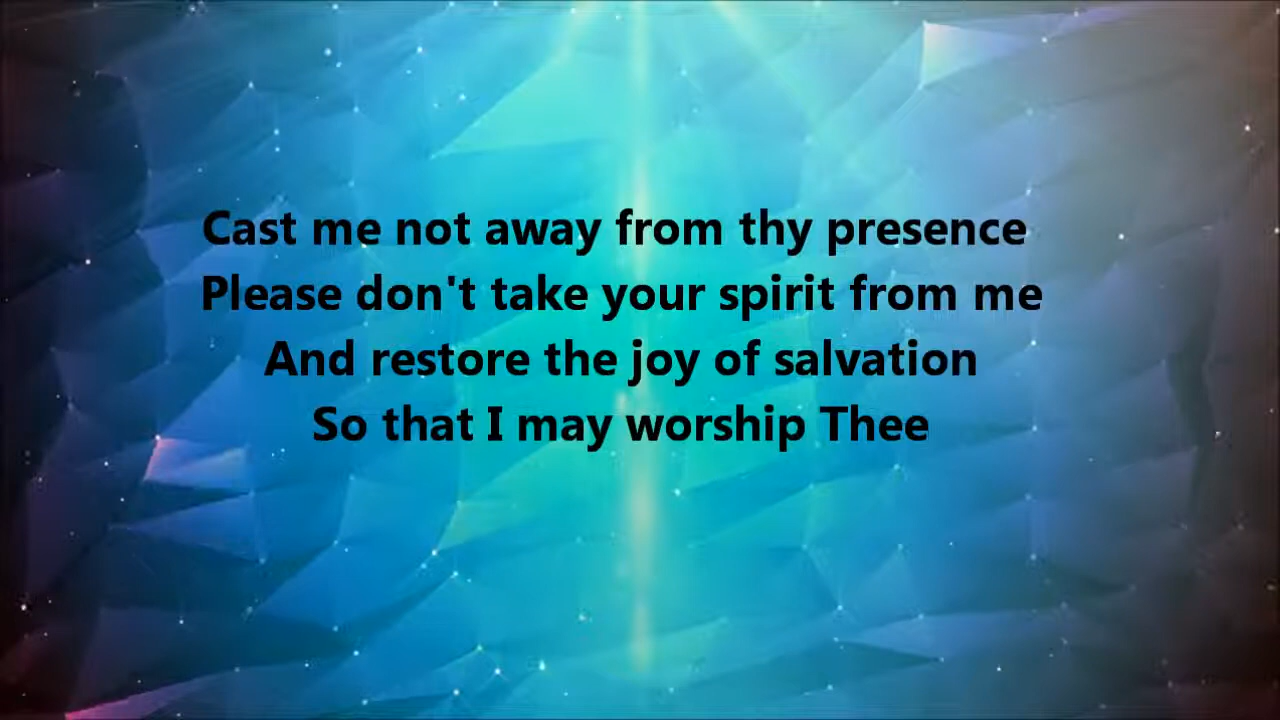 Cast me not away from thy presence
Please don't take your spirit from me
And restore the joy of salvation
So that I may worship Thee